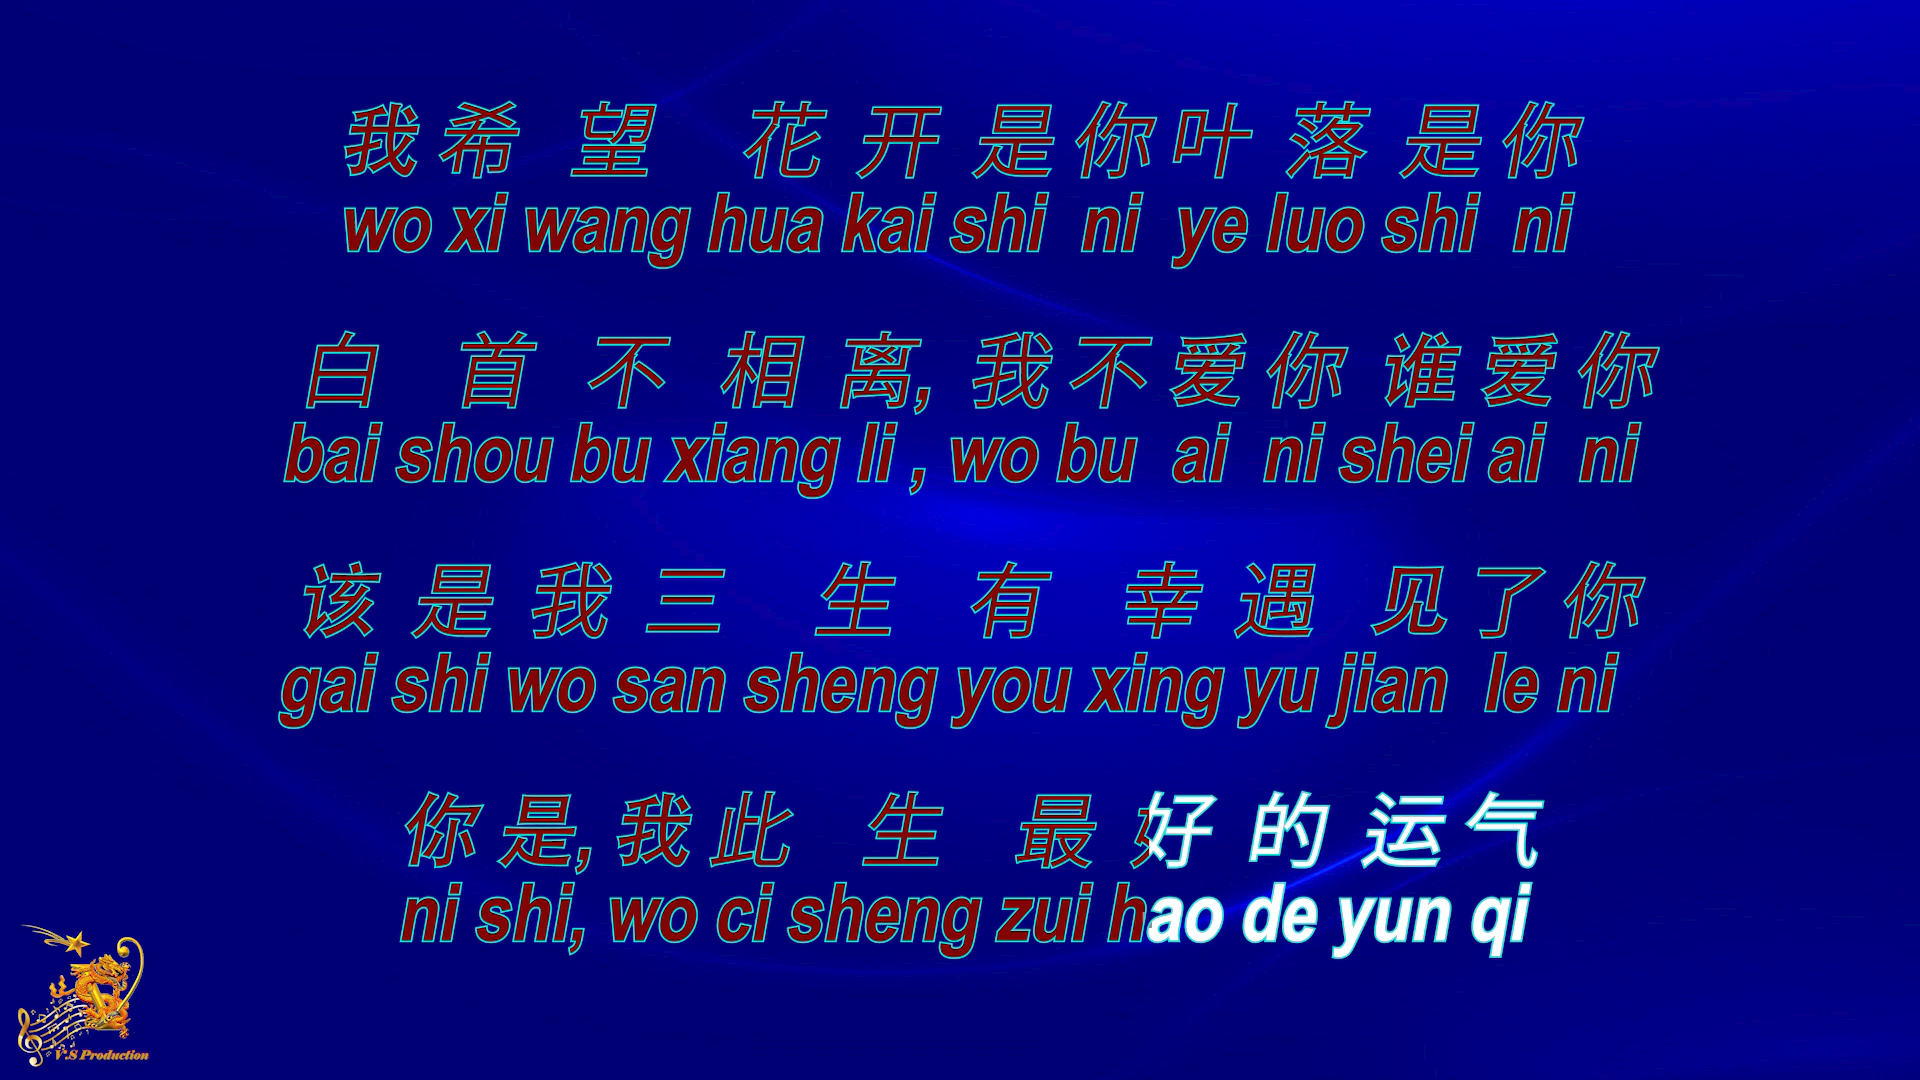 我希望花开是你叶落是你
wo xi wang hua kai shi ni ye luo shi ni
白首不相离, 我不爱你谁爱你
bai shou bu xiang li , wo bu ai ni shei ai ni
该是我三生有幸遇见了你
gai shi wo san sheng you xing yu jian le ni
你是, 我此生最好的运气
ni shi, wo ci sheng zui hao de yun qi
V.S Production